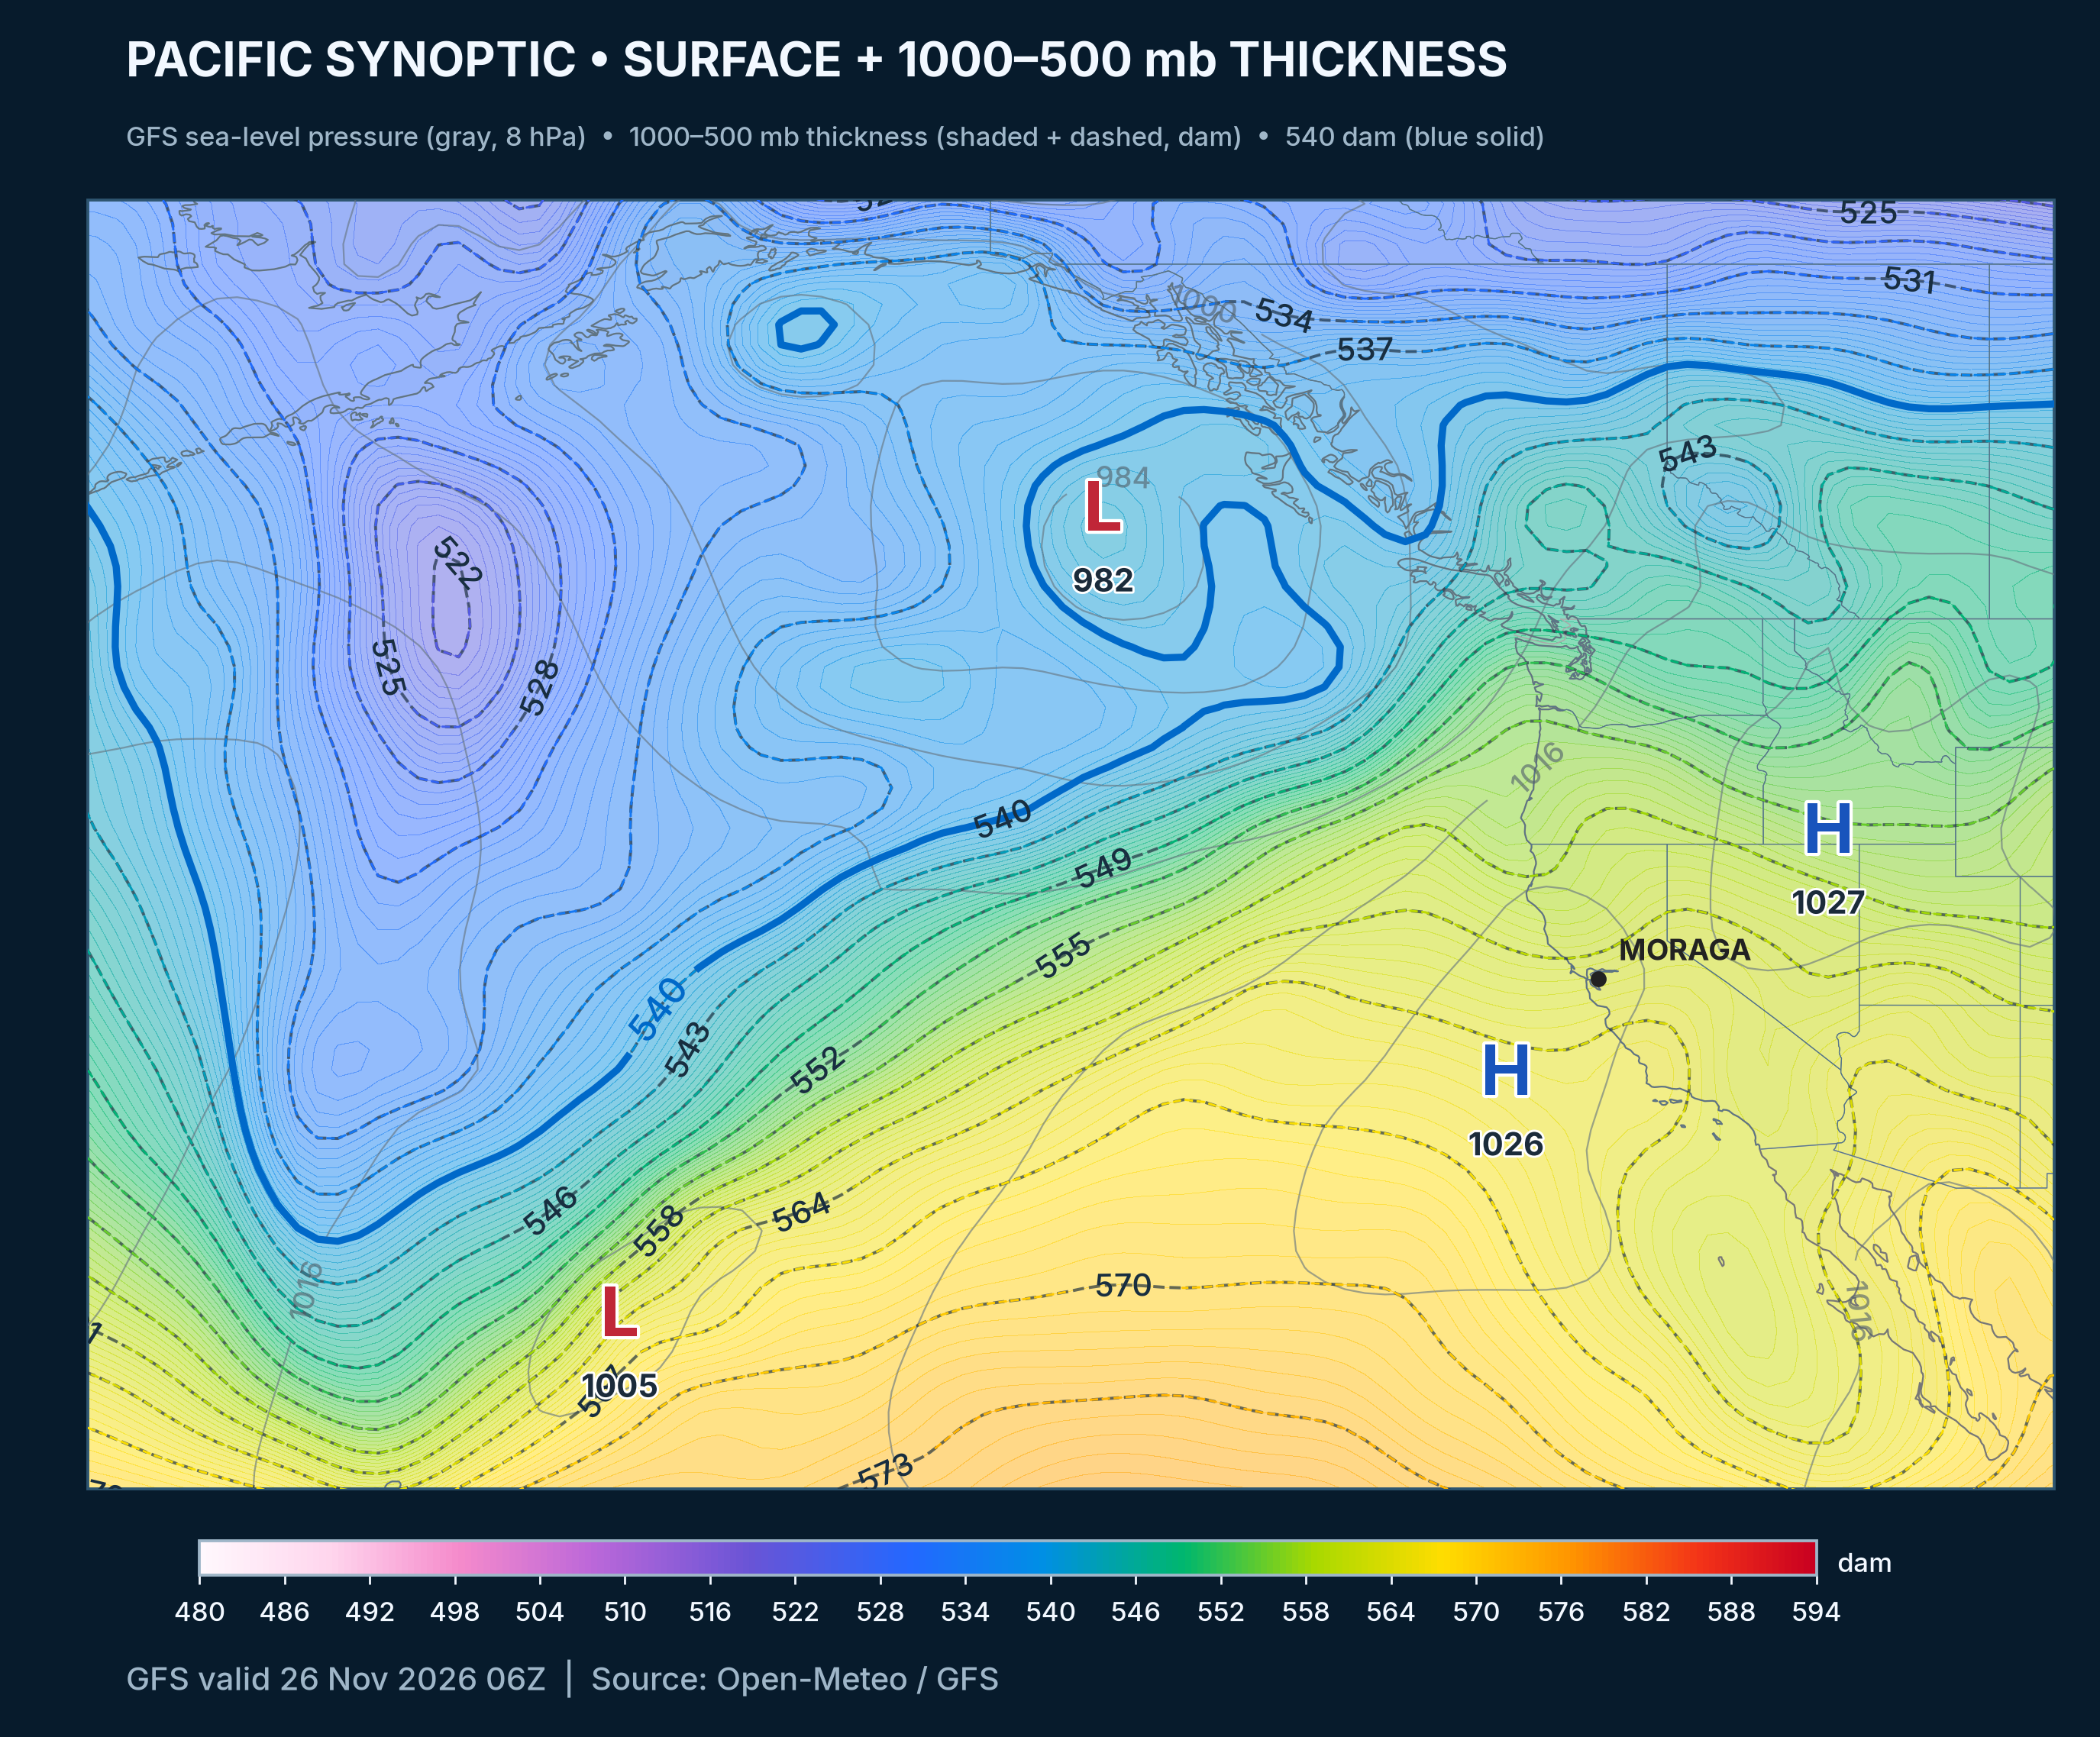 PACIFIC SYNOPTIC • SURFACE + 1000–500 mb THICKNESS
GFS sea-level pressure (gray, 8 hPa) • 1000–500 mb thickness (shaded + dashed, dam) • 540 dam (blue solid)
525
531
1000
534
537
543
984
L
982
522
525
528
1016
540
H
1027
549
MORAGA
555
540
543
552
H
1026
546
558
564
1016
570
1016
L
1005
573
dam
480 486 492 498 504 510 516 522 528 534 540 546 552 558 564 570 576 582 588 594
GFS valid 26 Nov 2026 06Z | Source: Open-Meteo / GFS